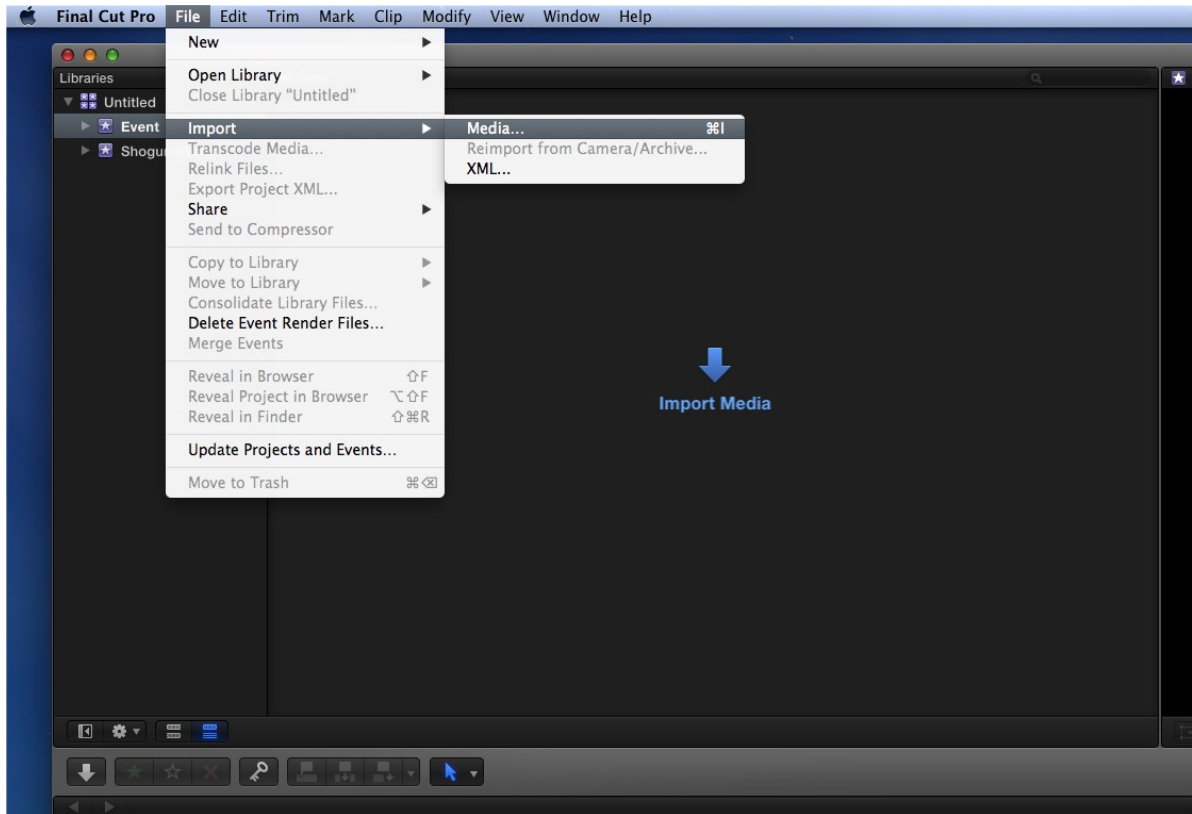 Final Cut Pro File Edit Trim Mark Clip Modify View Window Help
New
Libraries
Open Library
Close Library "Untitled"
Untitled
Event
Import
Media... ⌘I
Shogu
Transcode Media...
Reimport from Camera/Archive...
Relink Files...
XML...
Export Project XML...
Share
Send to Compressor
Copy to Library
Move to Library
Consolidate Library Files...
Delete Event Render Files...
Merge Events
Reveal in Browser ⇧F
Reveal Project in Browser ⌥⇧F
Reveal in Finder ⇧⌘R
Import Media
Update Projects and Events...
Move to Trash ⌘⌫